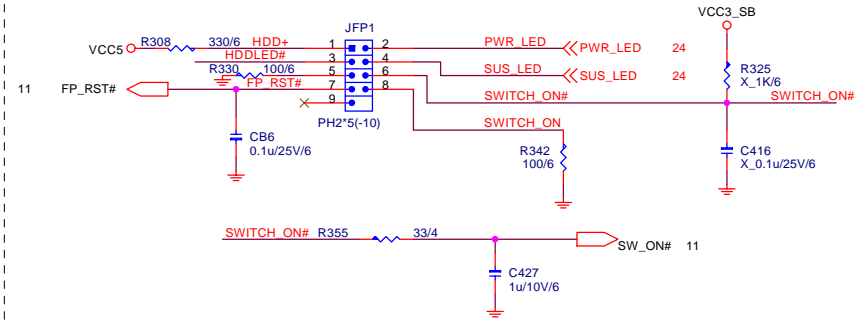 VCC3_SB
JFP1
VCC5 R308 330/6 HDD+ 1 2 PWR_LED PWR_LED 24
HDDLED# 3 4 SUS_LED SUS_LED 24
R330 100/6 5 6 SWITCH_ON# SWITCH_ON#
R325
X_1K/6
11 FP_RST# FP_RST# 7 8
9
PH2*5(-10)
SWITCH_ON
CB6
0.1u/25V/6
R342
100/6
C416
X_0.1u/25V/6
SWITCH_ON# R355 33/4 SW_ON# 11
C427
1u/10V/6